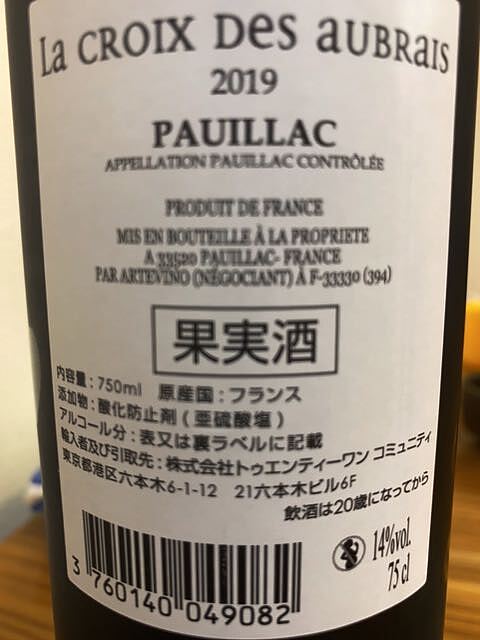 La CROIX Des auBRaIS
2019
PAUILLAC
APPELLATION PAUILLAC CONTRÔLÉE
PRODUIT DE FRANCE
MIS EN BOUTEILLE À LA PROPRIETE
A 33520 PAUILLAC- FRANCE
PAR ARTEVINO (NÉGOCIANT) À F-33330 (394)
果実酒
内容量：750ml 原産国：フランス
添加物：酸化防止剤（亜硫酸塩）
アルコール分：表又は裏ラベルに記載
輸入者及び引取先：株式会社トゥエンティーワン コミュニティ
東京都港区六本木6-1-12 21六本木ビル6F
飲酒は20歳になってから
14%vol.
75 cl
3 760140 049082